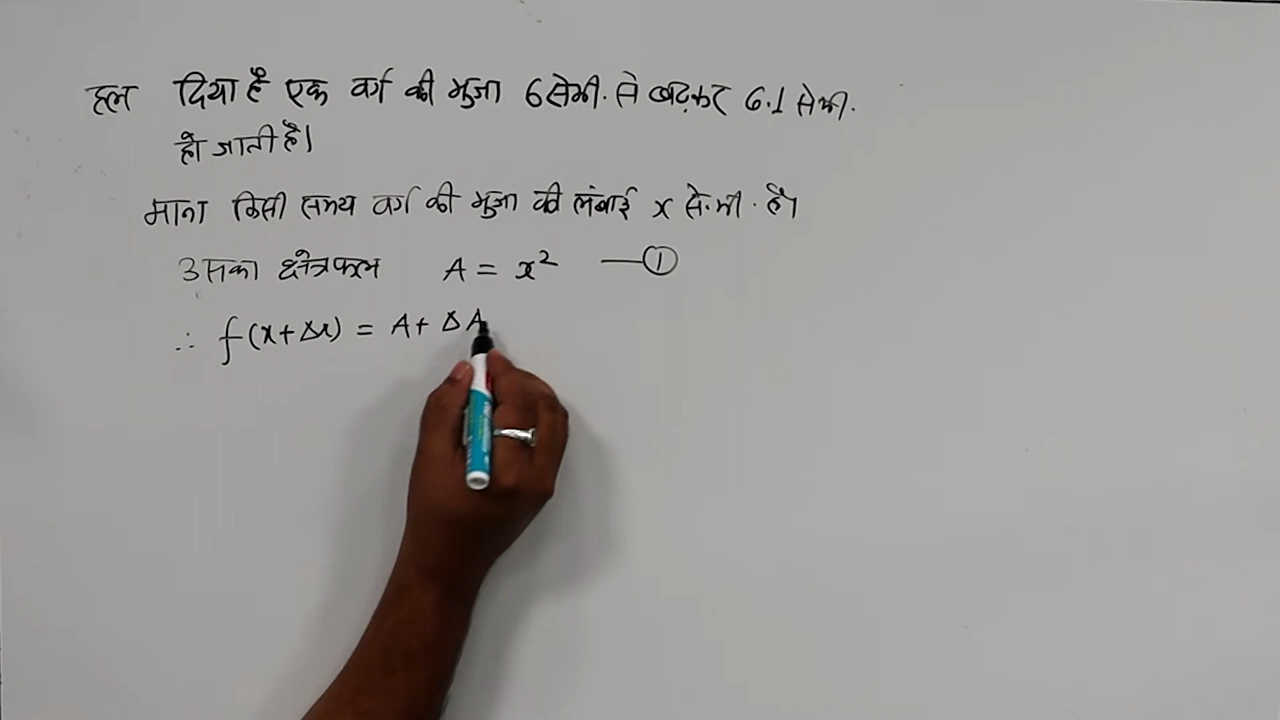 हल दिया है एक वर्ग की भुजा 6 सेमी. से बढ़कर 6.1 सेमी.
हो जाती है।
माना किसी समय वर्ग की भुजा की लंबाई x से.मी. है।
उसका क्षेत्रफल A = x² —①
∴ f(x+Δx) = A+ ΔA